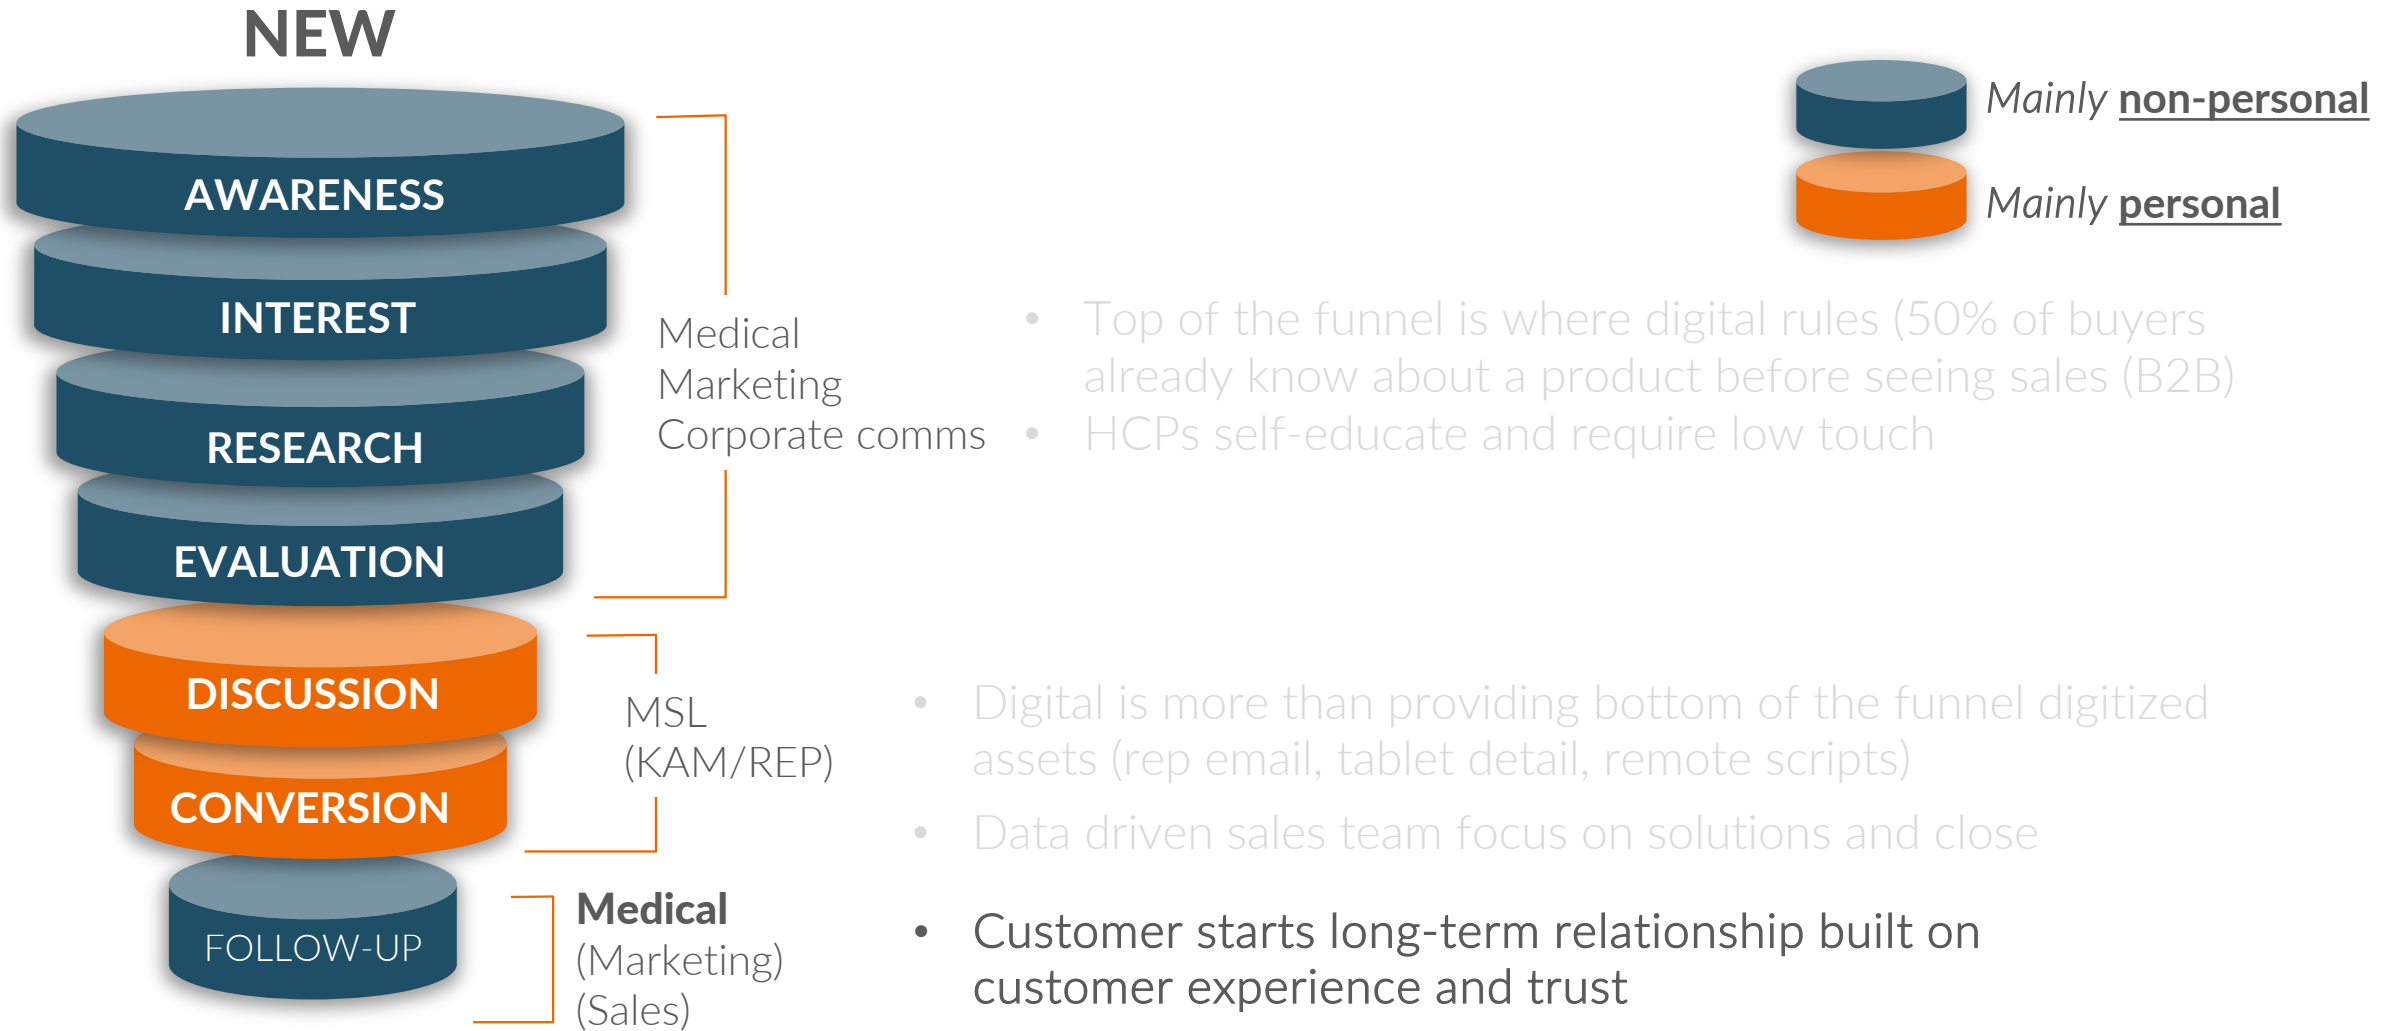 NEW
AWARENESS
INTEREST
RESEARCH
EVALUATION
DISCUSSION
CONVERSION
FOLLOW-UP
Medical
Marketing
Corporate comms
MSL
(KAM/REP)
Medical
(Marketing)
(Sales)
Mainly non-personal
Mainly personal
• Top of the funnel is where digital rules (50% of buyers
already know about a product before seeing sales (B2B)
• HCPs self-educate and require low touch
• Digital is more than providing bottom of the funnel digitized
assets (rep email, tablet detail, remote scripts)
• Data driven sales team focus on solutions and close
• Customer starts long-term relationship built on
customer experience and trust